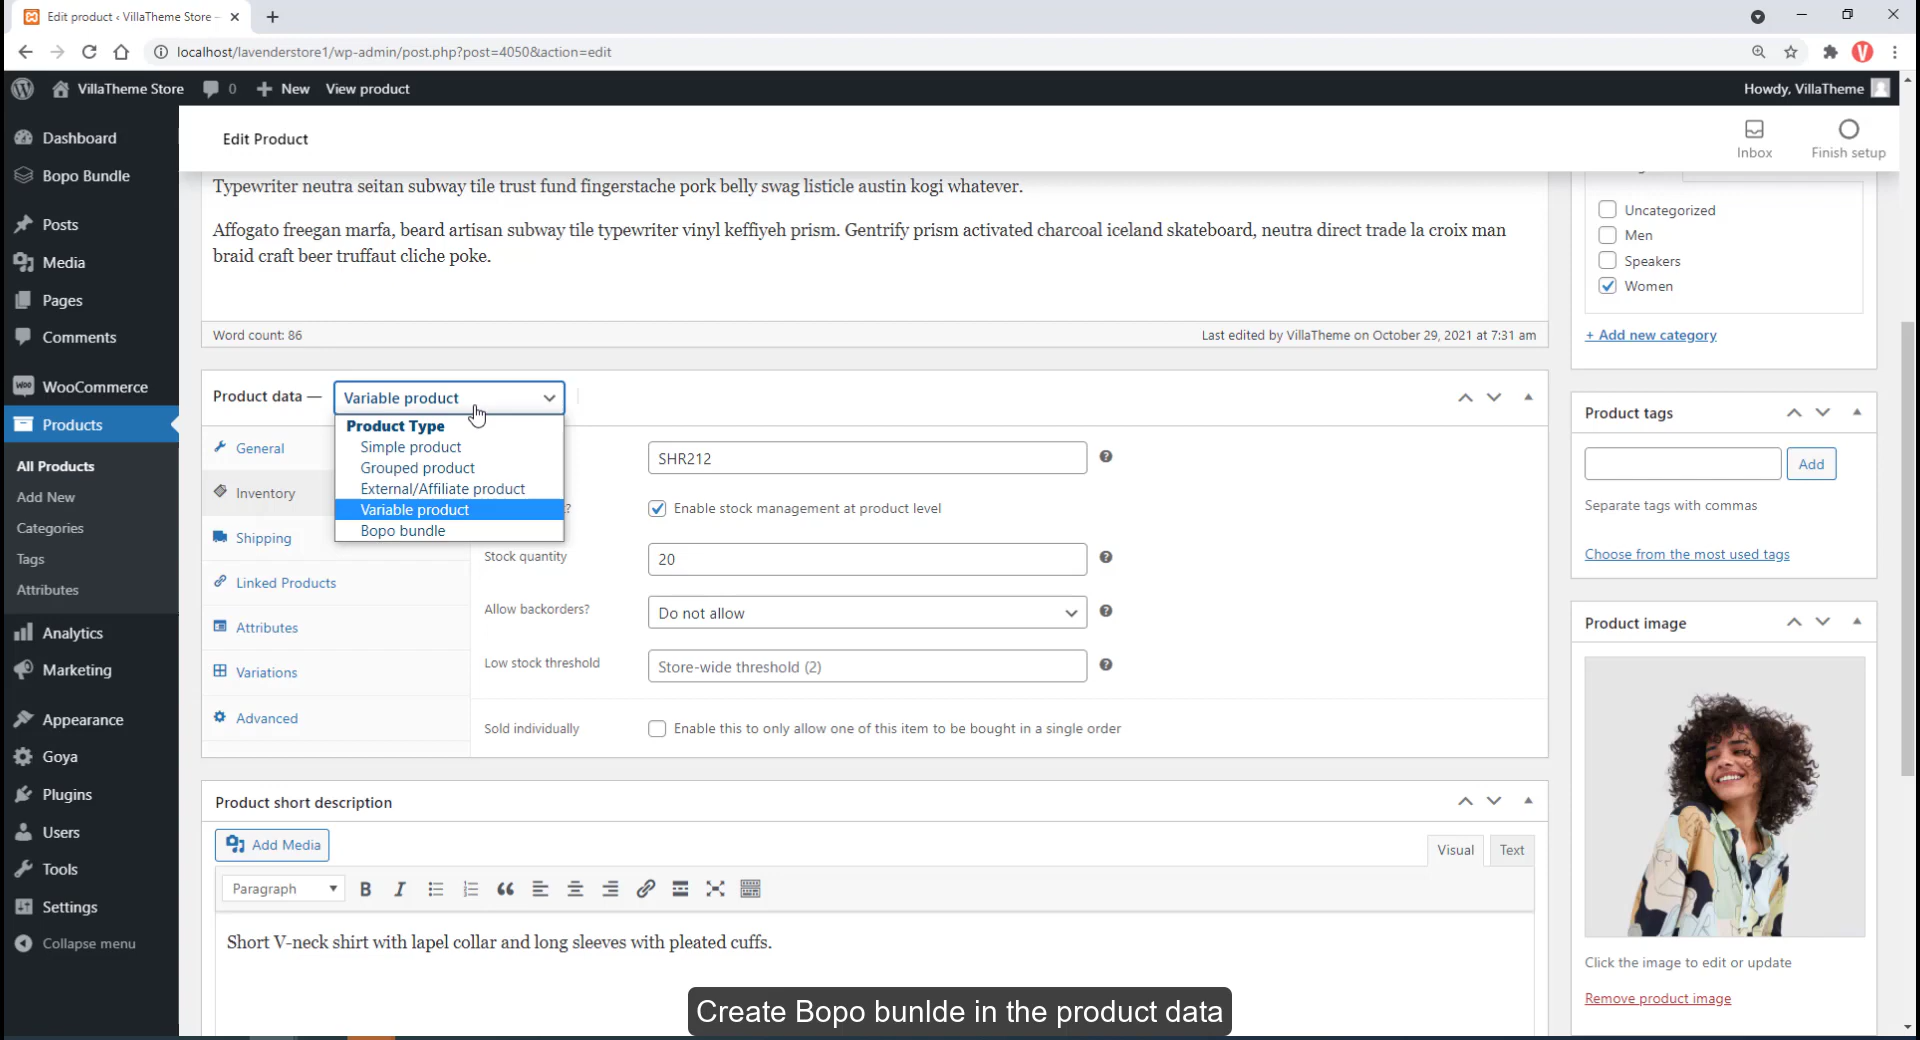 Edit product ‹ VillaTheme Store –
localhost/lavenderstore1/wp-admin/post.php?post=4050&action=edit
VillaTheme Store
0
New
View product
Howdy, VillaTheme
Dashboard
Bopo Bundle
Posts
Media
Pages
Comments
WooCommerce
Products
All Products
Add New
Categories
Tags
Attributes
Analytics
Marketing
Appearance
Goya
Plugins
Users
Tools
Settings
Collapse menu
Edit Product
Inbox
Finish setup
Typewriter neutra seitan subway tile trust fund fingerstache pork belly swag listicle austin kogi whatever.
Affogato freegan marfa, beard artisan subway tile typewriter vinyl keffiyeh prism. Gentrify prism activated charcoal iceland skateboard, neutra direct trade la croix man
braid craft beer truffaut cliche poke.
Word count: 86
Last edited by VillaTheme on October 29, 2021 at 7:31 am
Product data —
Variable product
Product Type
Simple product
Grouped product
External/Affiliate product
Variable product
Bopo bundle
General
Inventory
Shipping
Linked Products
Attributes
Variations
Advanced
SHR212
?
Enable stock management at product level
Stock quantity
20
Allow backorders?
Do not allow
Low stock threshold
Store-wide threshold (2)
Sold individually
Enable this to only allow one of this item to be bought in a single order
Product short description
Add Media
Visual
Text
Paragraph
Short V-neck shirt with lapel collar and long sleeves with pleated cuffs.
Uncategorized
Men
Speakers
Women
+ Add new category
Product tags
Add
Separate tags with commas
Choose from the most used tags
Product image
Click the image to edit or update
Remove product image
Create Bopo bunlde in the product data